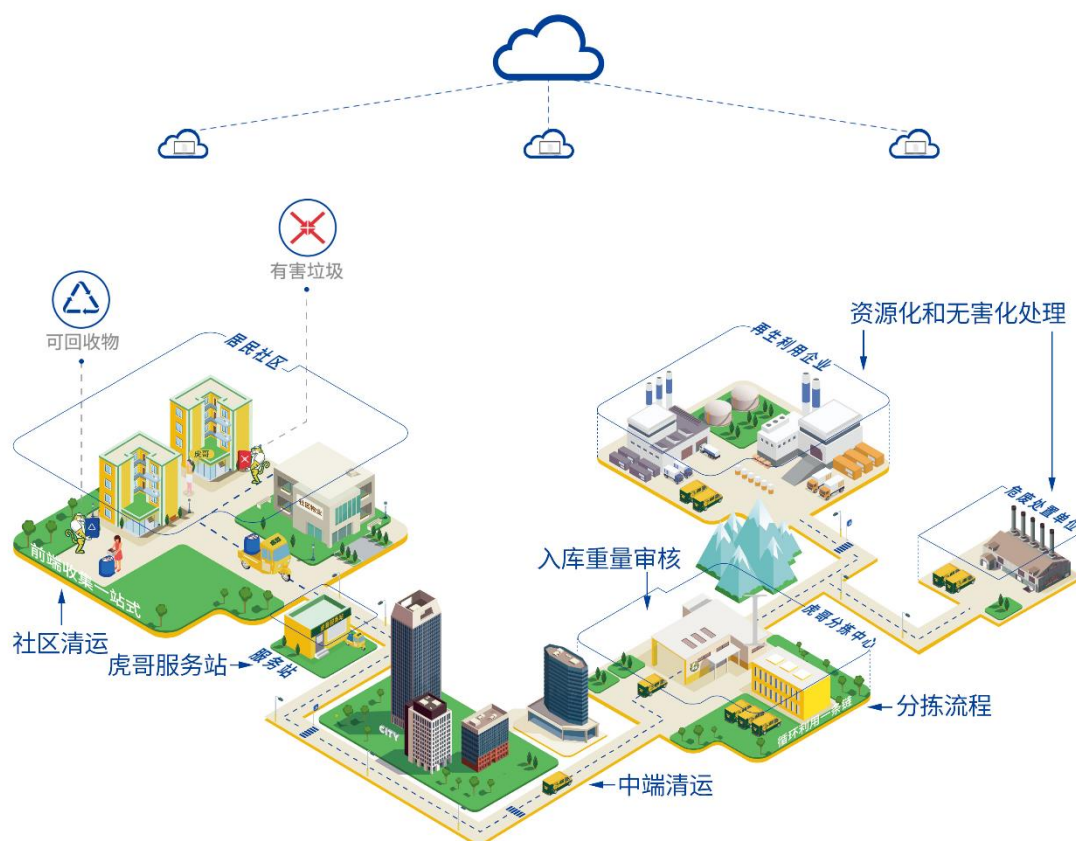 有害垃圾
可回收物
资源化和无害化处理
居民社区
再生利用企业
虎哥
危废处置单位
入库重量审核
前端收集一站式
社区清运
虎哥服务站
服务站
虎哥分拣中心
分拣流程
循环利用一条链
CITY
中端清运